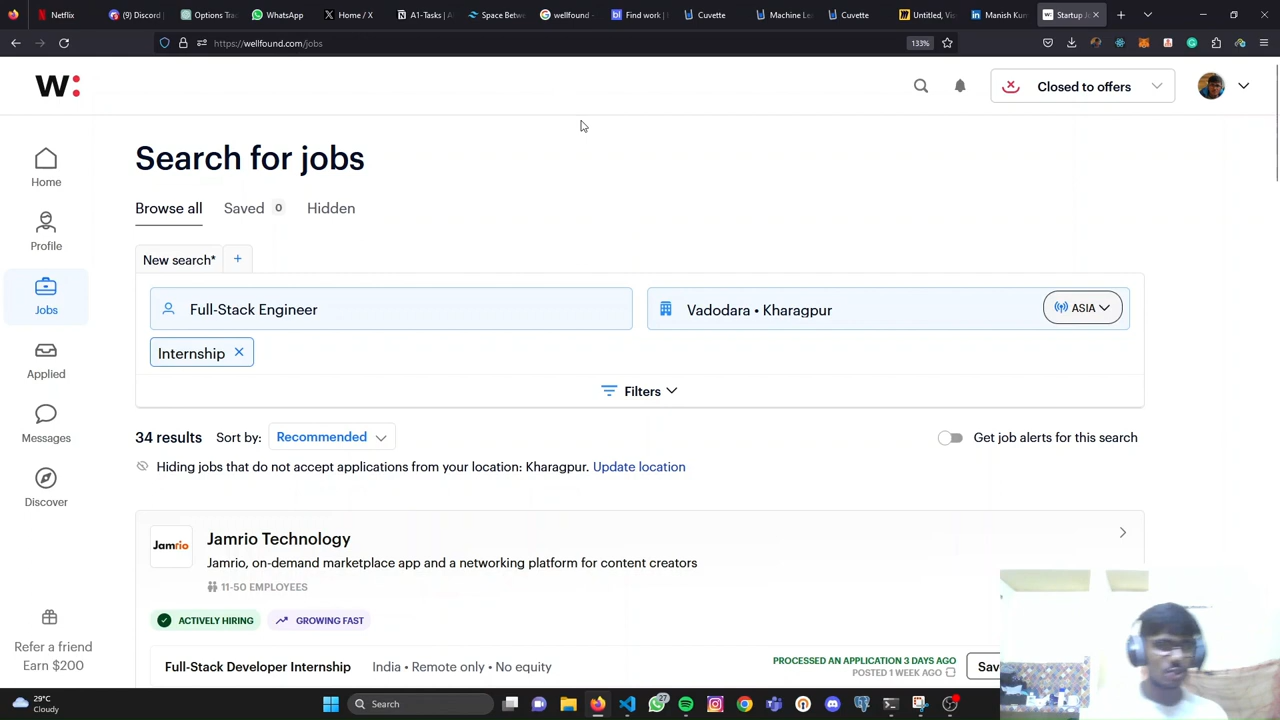 Netflix
(9) Discord |
Options Tra
WhatsApp
Home / X
A1-Tasks | A
Space Betw
wellfound -
Find work |
Cuvette
Machine Lea
Cuvette
Untitled, Vis
Manish Kum
Startup Jo
https://wellfound.com/jobs
133%
W:
Closed to offers
Home
Profile
Jobs
Applied
Messages
Discover
Refer a friend
Earn $200
Search for jobs
Browse all
Saved 0
Hidden
New search* +
Full-Stack Engineer
Vadodara • Kharagpur
ASIA
Internship
Filters
34 results
Sort by: Recommended
Get job alerts for this search
Hiding jobs that do not accept applications from your location: Kharagpur. Update location
Jamrio
Jamrio Technology
Jamrio, on-demand marketplace app and a networking platform for content creators
11-50 EMPLOYEES
ACTIVELY HIRING
GROWING FAST
Full-Stack Developer Internship
India • Remote only • No equity
PROCESSED AN APPLICATION 3 DAYS AGO
POSTED 1 WEEK AGO
Sav
29°C
Cloudy
Search
27